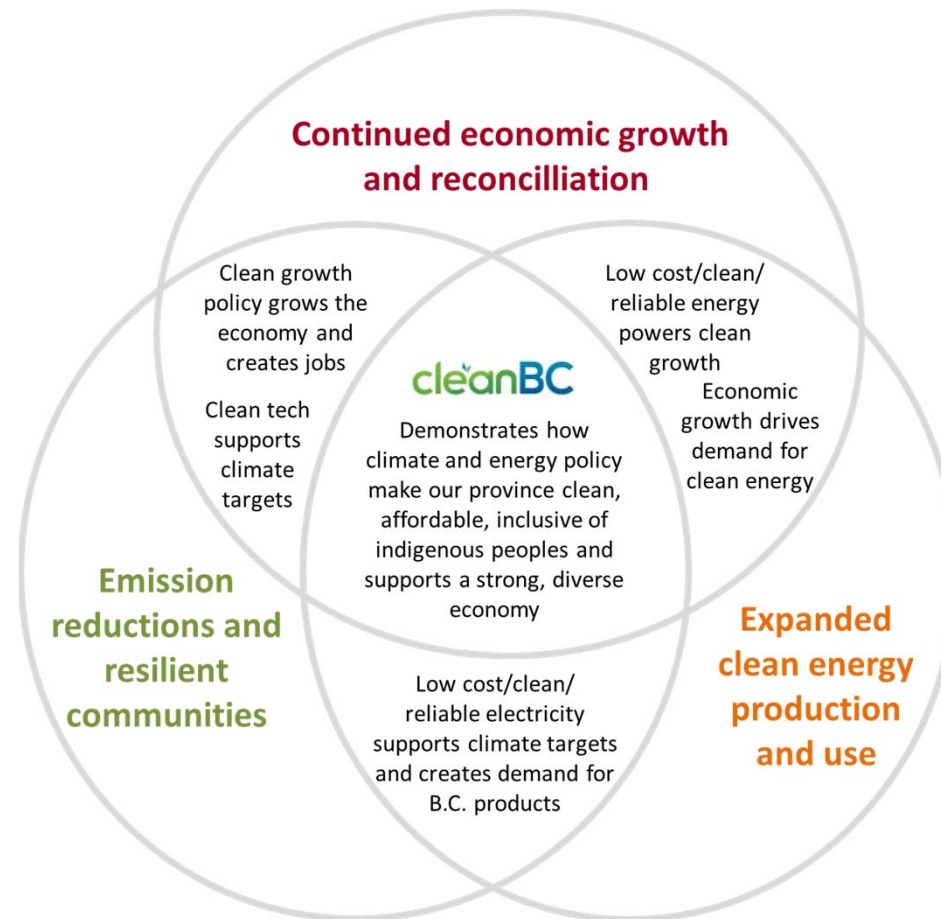 Continued economic growth
and reconcilliation
Clean growth
policy grows the
economy and
creates jobs
Clean tech
supports
climate
targets
Low cost/clean/
reliable energy
powers clean
growth
Economic
growth drives
demand for
clean energy
cleanBC
Demonstrates how
climate and energy policy
make our province clean,
affordable, inclusive of
indigenous peoples and
supports a strong, diverse
economy
Emission
reductions and
resilient
communities
Expanded
clean energy
production
and use
Low cost/clean/
reliable electricity
supports climate targets
and creates demand for
B.C. products